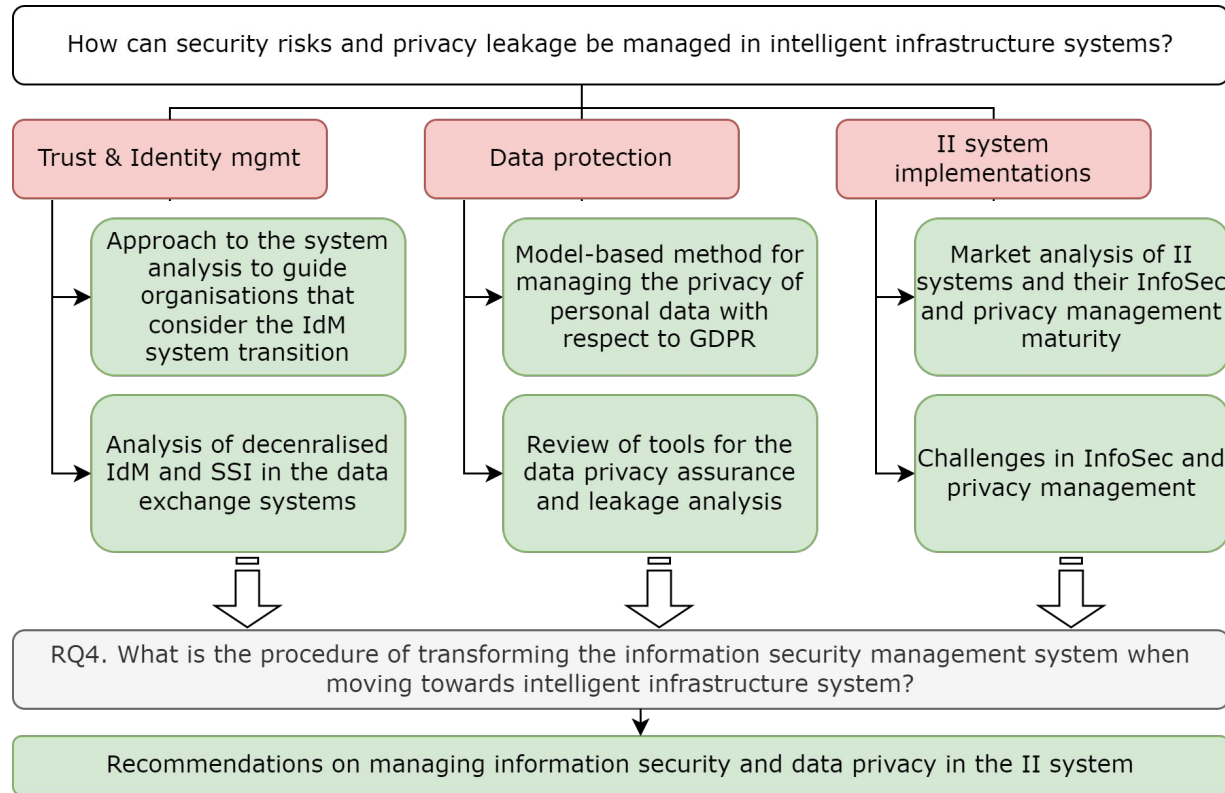 How can security risks and privacy leakage be managed in intelligent infrastructure systems?
Trust & Identity mgmt
Data protection
II system
implementations
Approach to the system
analysis to guide
organisations that
consider the IdM
system transition
Model-based method for
managing the privacy of
personal data with
respect to GDPR
Market analysis of II
systems and their InfoSec
and privacy management
maturity
Analysis of decenralised
IdM and SSI in the data
exchange systems
Review of tools for the
data privacy assurance
and leakage analysis
Challenges in InfoSec and
privacy management
RQ4. What is the procedure of transforming the information security management system when
moving towards intelligent infrastructure system?
Recommendations on managing information security and data privacy in the II system